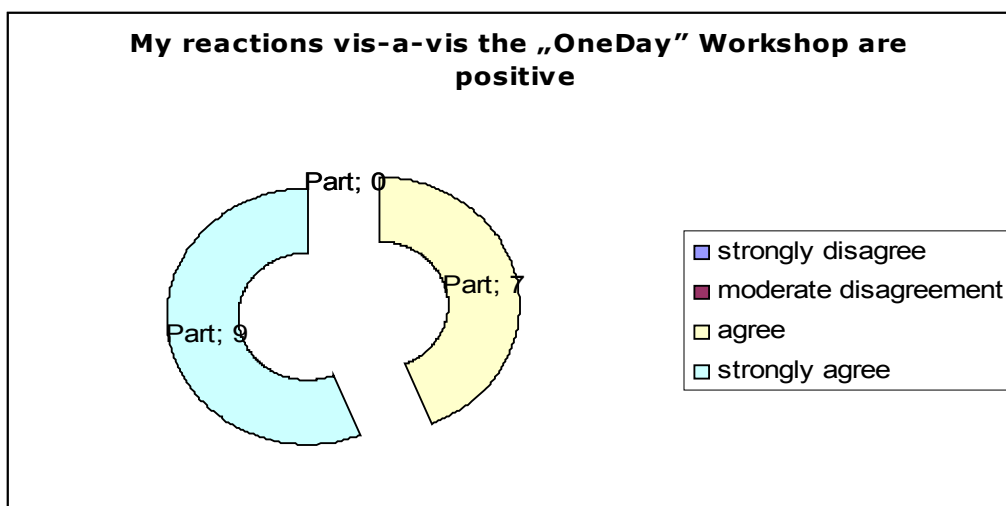 My reactions vis-a-vis the „OneDay” Workshop are
positive
Part; 0
Part; 7
Part; 9
strongly disagree
moderate disagreement
agree
strongly agree